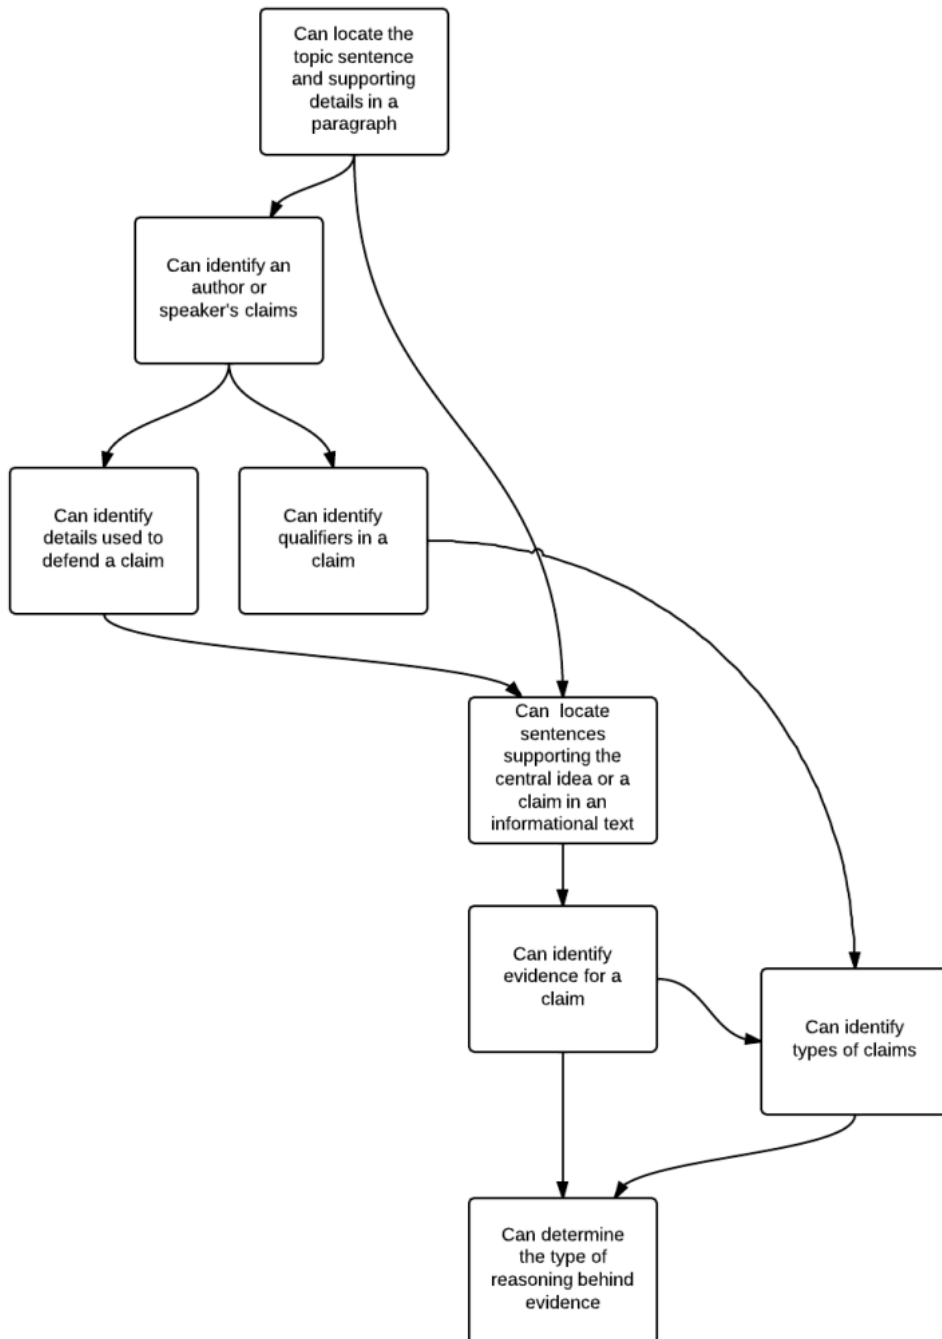 Can locate the
topic sentence
and supporting
details in a
paragraph
Can identify an
author or
speaker's claims
Can identify
details used to
defend a claim
Can identify
qualifiers in a
claim
Can locate
sentences
supporting the
central idea or a
claim in an
informational text
Can identify
evidence for a
claim
Can identify
types of claims
Can determine
the type of
reasoning behind
evidence